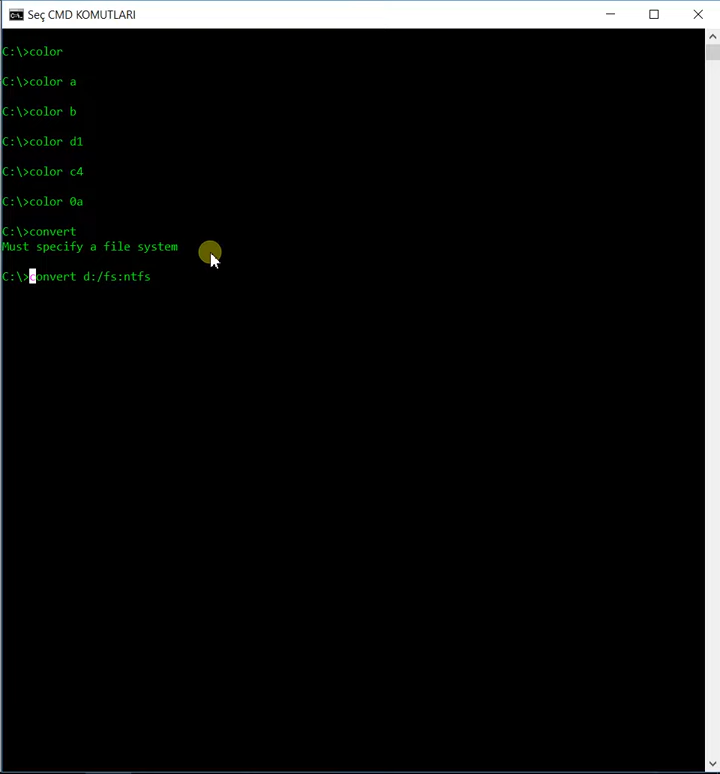 Seç CMD KOMUTLARI
C:\>color
C:\>color a
C:\>color b
C:\>color d1
C:\>color c4
C:\>color 0a
C:\>convert
Must specify a file system
C:\>convert d:/fs:ntfs